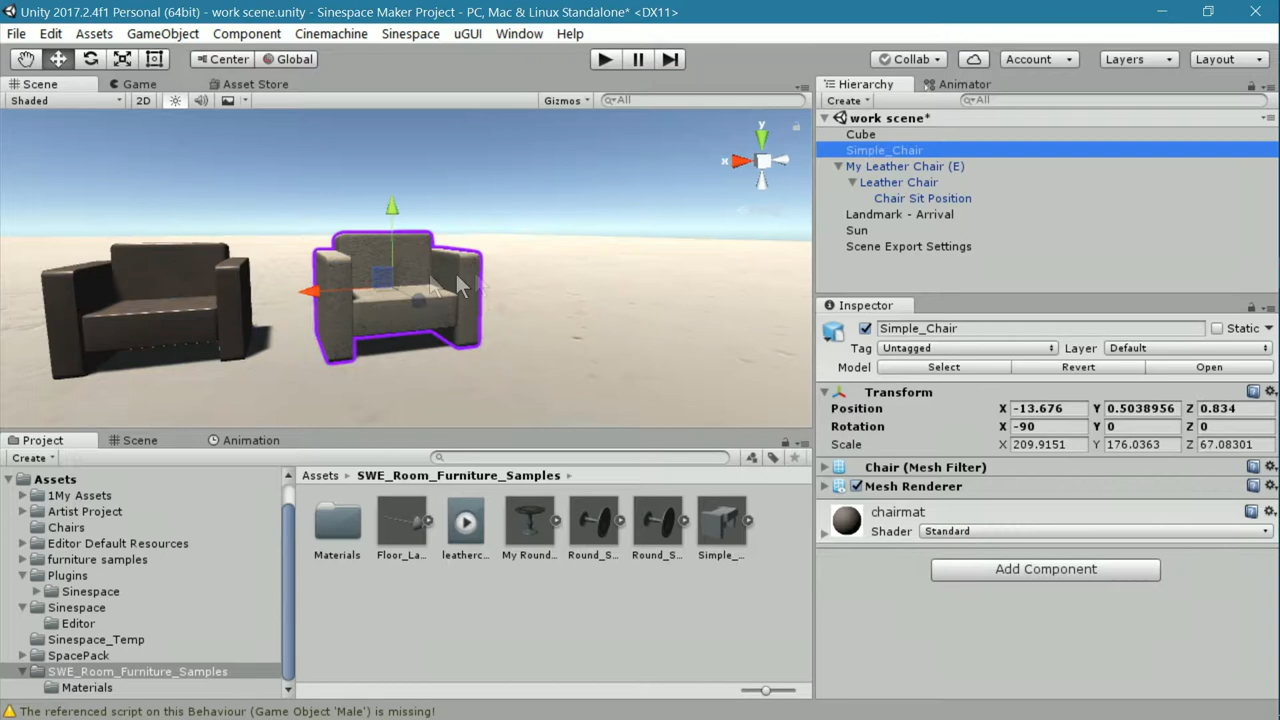 Unity 2017.2.4f1 Personal (64bit) - work scene.unity - Sinespace Maker Project - PC, Mac & Linux Standalone* <DX11>
File Edit Assets GameObject Component Cinemachine Sinespace uGUI Window Help
Center Global Collab Account Layers Layout
Scene Game Asset Store
Shaded 2D Gizmos All
y
x
Hierarchy Animator
Create All
work scene*
Cube
Simple_Chair
My Leather Chair (E)
Leather Chair
Chair Sit Position
Landmark - Arrival
Sun
Scene Export Settings
Inspector
Simple_Chair Static
Tag Untagged Layer Default
Model Select Revert Open
Transform
Position X -13.676 Y 0.5038956 Z 0.834
Rotation X -90 Y 0 Z 0
Scale X 209.9151 Y 176.0363 Z 67.08301
Chair (Mesh Filter)
Mesh Renderer
chairmat
Shader Standard
Add Component
Project Scene Animation
Create
Assets
1My Assets
Artist Project
Chairs
Editor Default Resources
furniture samples
Plugins
Sinespace
Sinespace
Editor
Sinespace_Temp
SpacePack
SWE_Room_Furniture_Samples
Materials
Assets SWE_Room_Furniture_Samples
Materials Floor_La... leatherc... My Round... Round_S... Round_S... Simple_...
The referenced script on this Behaviour (Game Object 'Male') is missing!